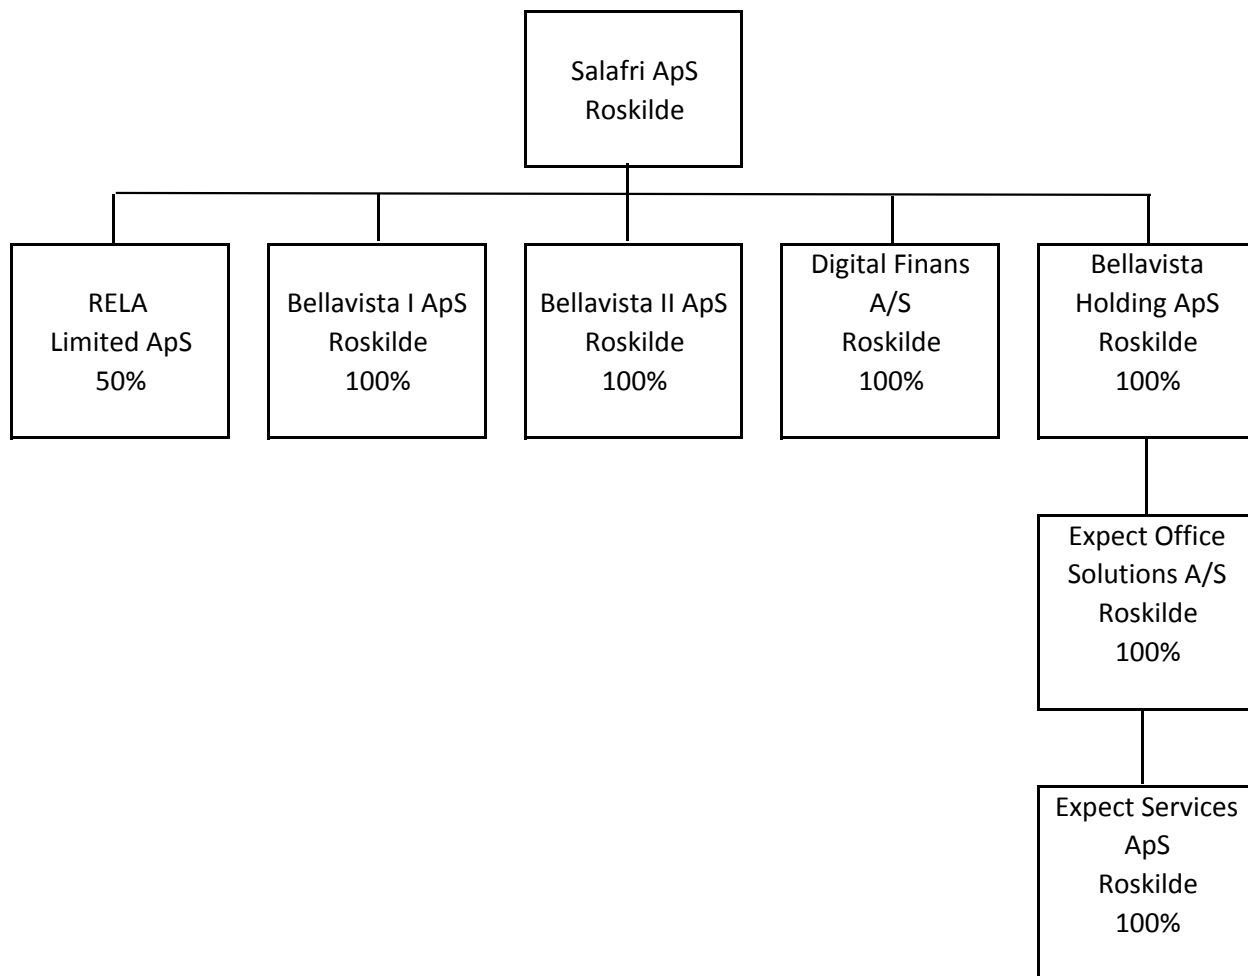 Salafri ApS
Roskilde
RELA
Limited ApS
50%
Bellavista I ApS
Roskilde
100%
Bellavista II ApS
Roskilde
100%
Digital Finans
A/S
Roskilde
100%
Bellavista
Holding ApS
Roskilde
100%
Expect Office
Solutions A/S
Roskilde
100%
Expect Services
ApS
Roskilde
100%